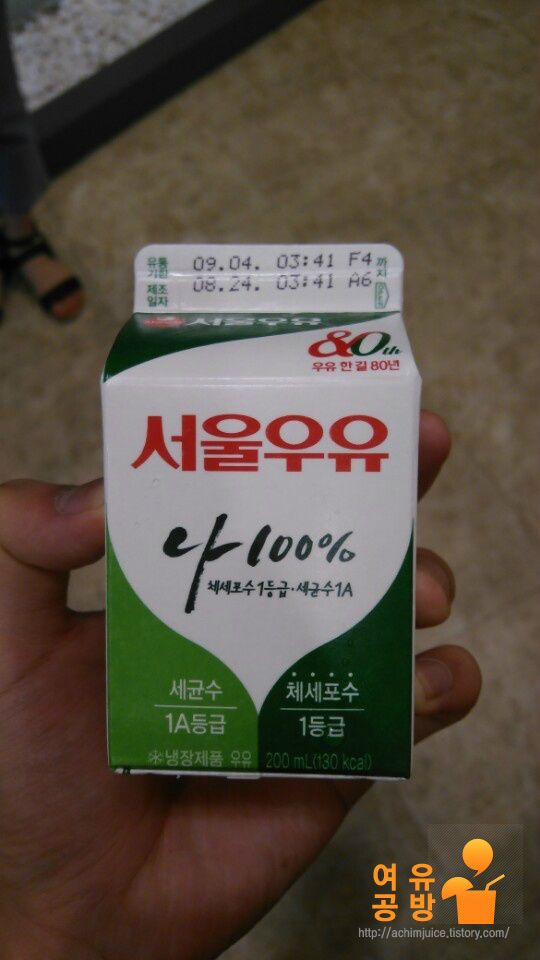 유통 09.04. 03:41 F4 까
기한 지
제조 08.24. 03:41 A6
일자
서울우유
80th
우유 한길 80년
서울우유
나100%
체세포수1등급·세균수1A
세균수 체세포수
1A등급 1등급
냉장제품 우유 200 mL(130 kcal)
여유
공방
http://achimjuice.tistory.com/